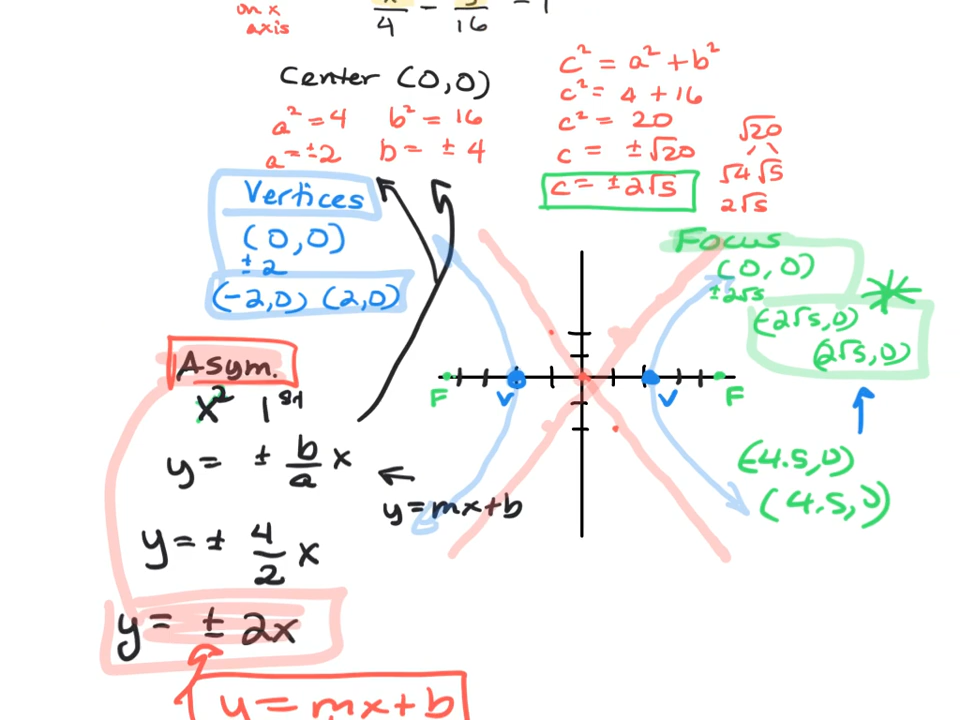 on x
axis
4 − 16 = 1
Center (0,0)
a² = 4 b² = 16
a = ±2 b = ± 4
c² = a² + b²
c² = 4 + 16
c² = 20
c = ±√20
c = ±2√5
√20
√4 √5
2√5
Vertices
(0,0)
± 2
(-2,0) (2,0)
Focus
(0,0)
±2√5
(-2√5,0)
(2√5,0)
F V V F
(-4.5,0)
(4.5,0)
Asym.
x² 1st
y = ± b/a x
y=mx+b
y = ± 4/2 x
y = ± 2x
y = mx+b